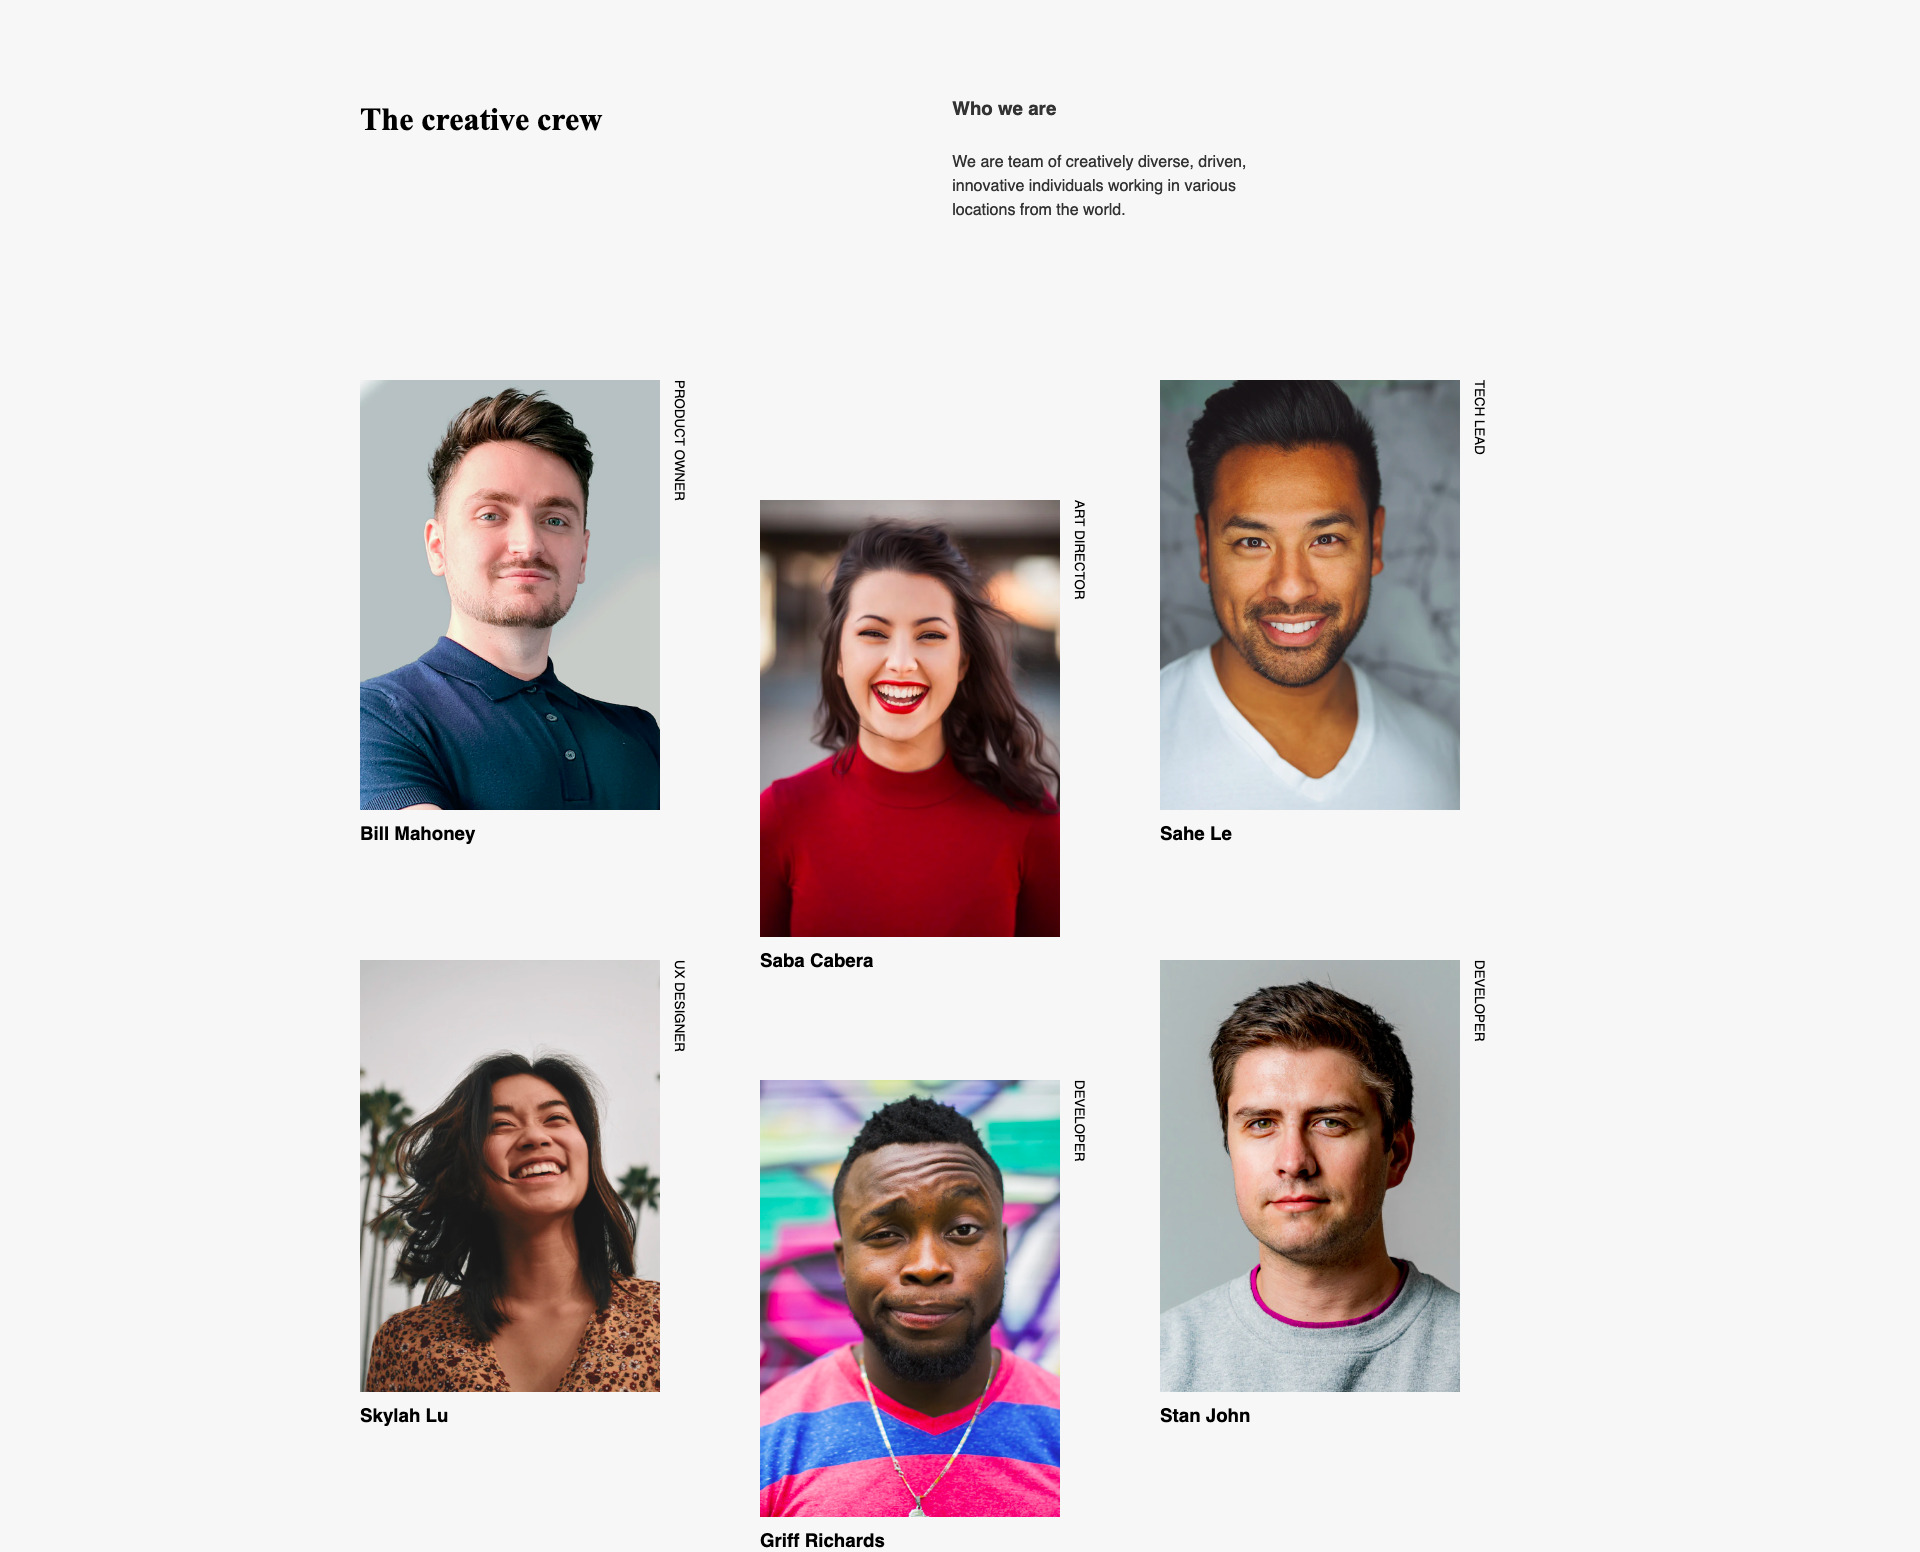 The creative crew
Who we are
We are team of creatively diverse, driven,
innovative individuals working in various
locations from the world.
PRODUCT OWNER
Bill Mahoney
ART DIRECTOR
Saba Cabera
TECH LEAD
Sahe Le
UX DESIGNER
Skylah Lu
DEVELOPER
Griff Richards
DEVELOPER
Stan John